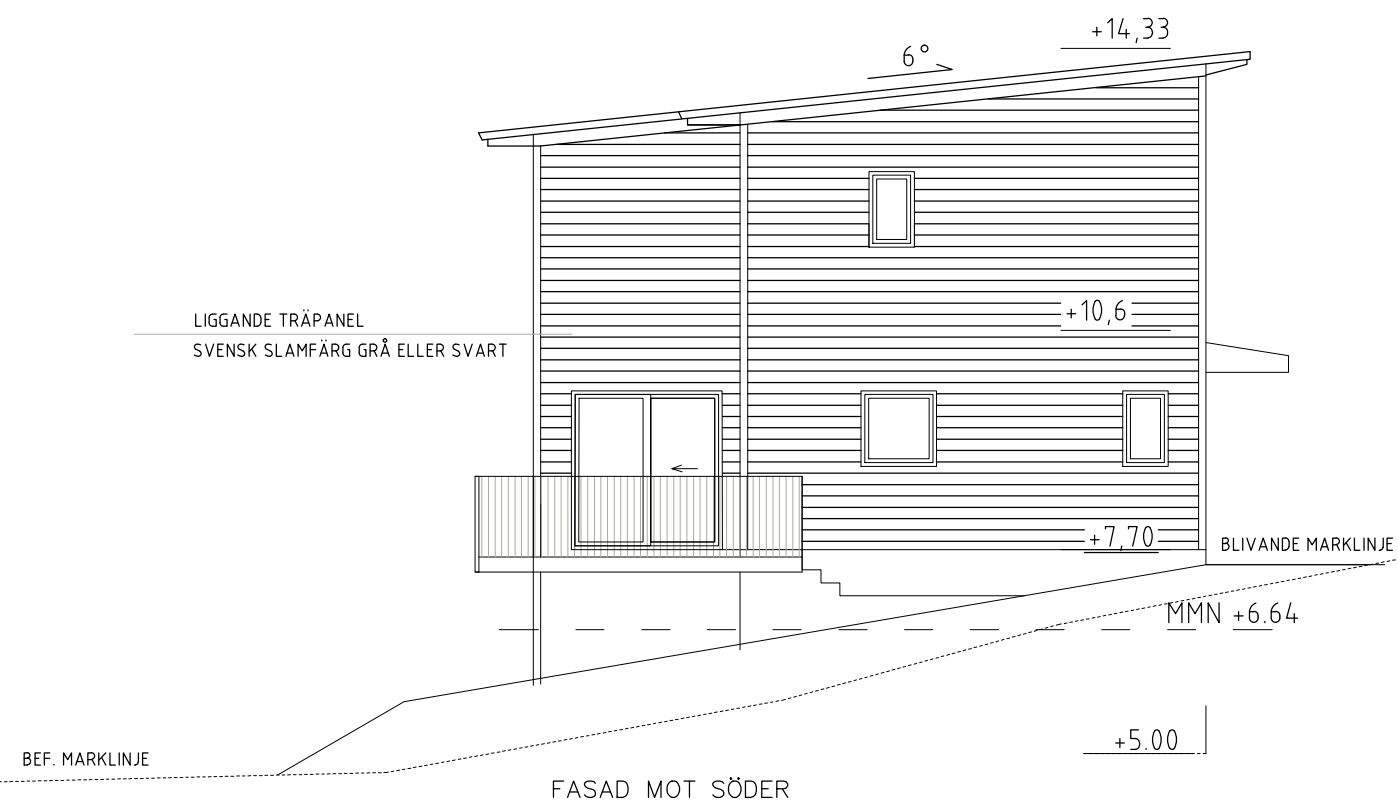 +14,33
6°
+10,6
LIGGANDE TRÄPANEL
SVENSK SLAMFÄRG GRÅ ELLER SVART
+7,70
BLIVANDE MARKLINJE
MMN +6.64
+5.00
BEF. MARKLINJE
FASAD MOT SÖDER